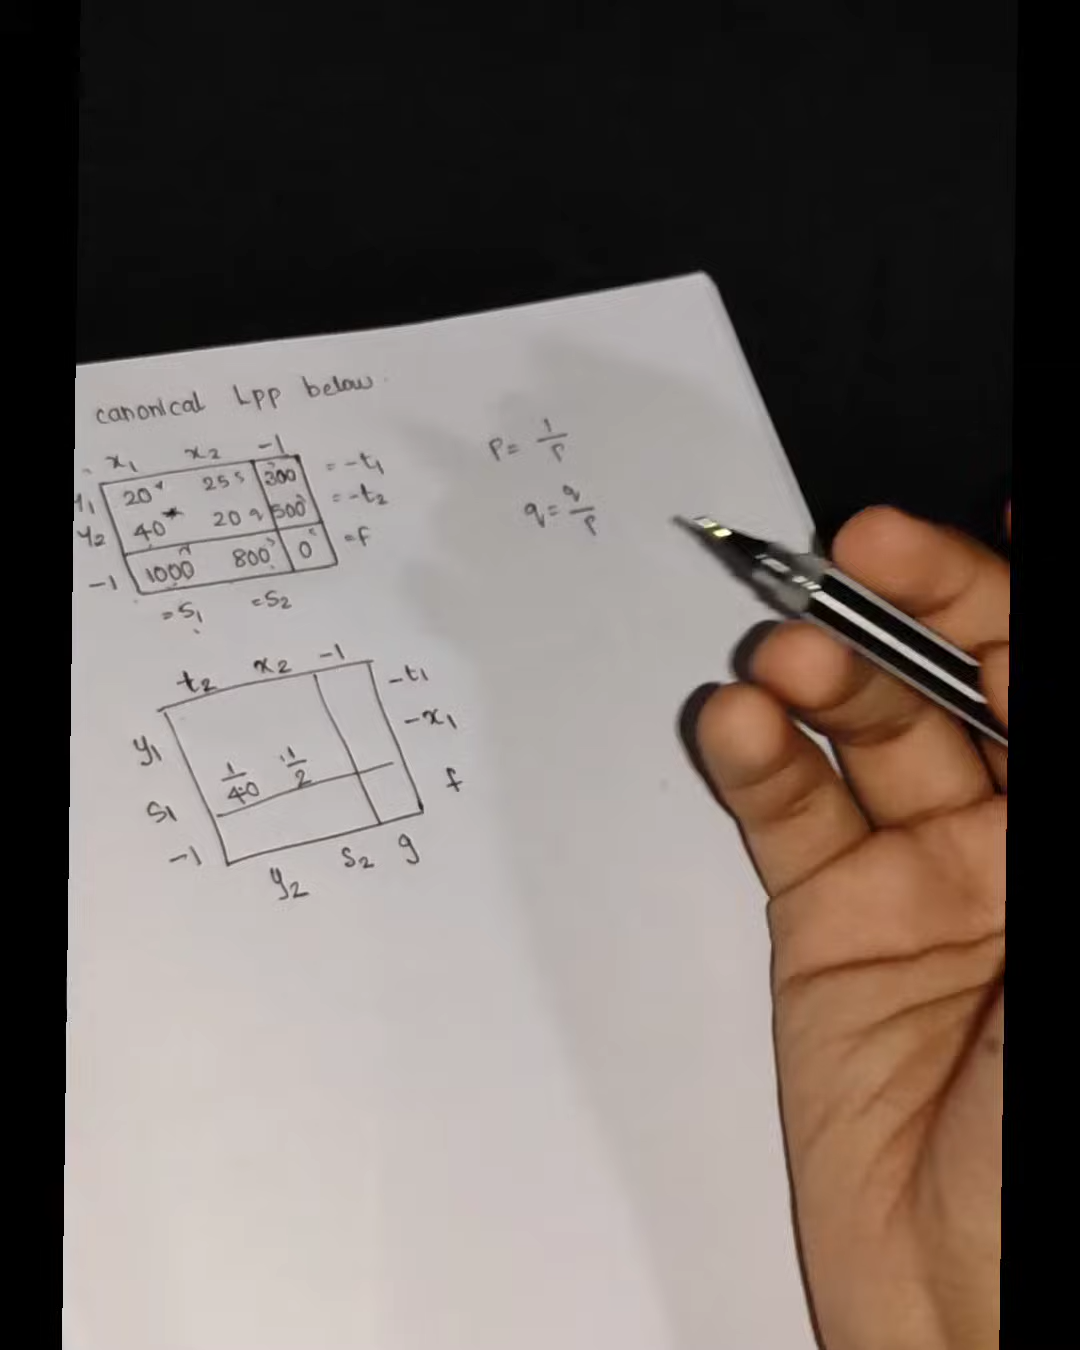 canonical Lpp below.
x1 x2 -1
y1 20 25 300 = -t1
y2 40* 20 500 = -t2
-1 1000 800 0 = f
= S1 = S2
P = 1/P
q = q/P
t2 x2 -1
y1 -t1
S1 1/40 1/2 -x1
-1 f
y2 S2 g